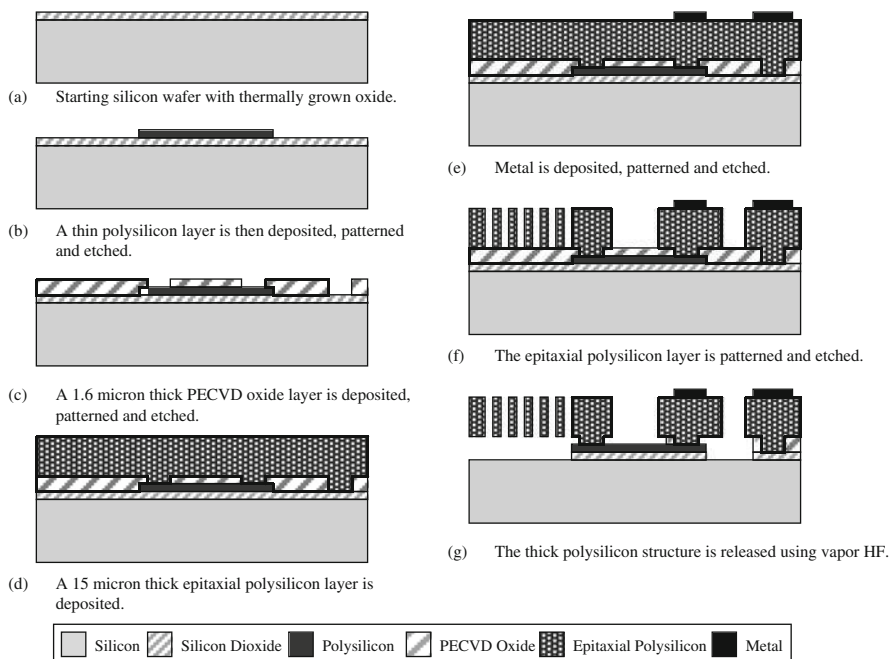 (a) Starting silicon wafer with thermally grown oxide.
(b) A thin polysilicon layer is then deposited, patterned
and etched.
(c) A 1.6 micron thick PECVD oxide layer is deposited,
patterned and etched.
(d) A 15 micron thick epitaxial polysilicon layer is
deposited.
(e) Metal is deposited, patterned and etched.
(f) The epitaxial polysilicon layer is patterned and etched.
(g) The thick polysilicon structure is released using vapor HF.
Silicon Silicon Dioxide Polysilicon PECVD Oxide Epitaxial Polysilicon Metal